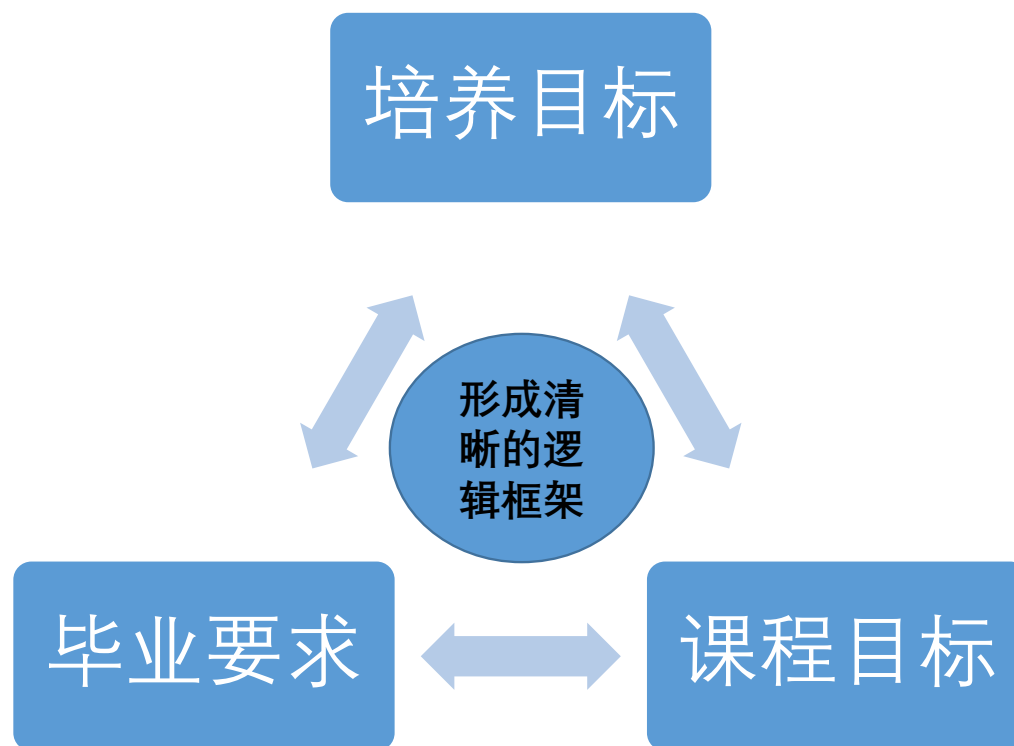 培养目标
形成清
晰的逻
辑框架
毕业要求
课程目标